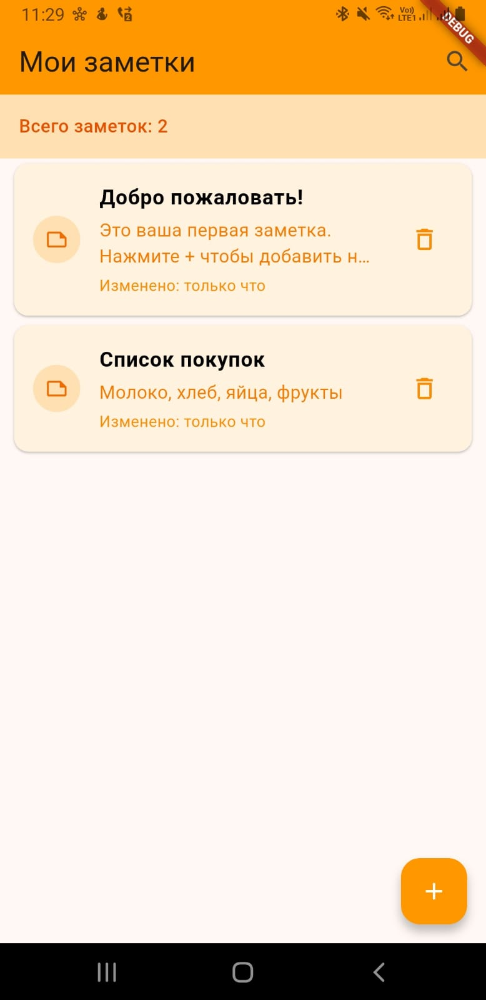 11:29
2
Vo))
LTE1
DEBUG
Мои заметки
Всего заметок: 2
Добро пожаловать!
Это ваша первая заметка.
Нажмите + чтобы добавить н...
Изменено: только что
Список покупок
Молоко, хлеб, яйца, фрукты
Изменено: только что
+